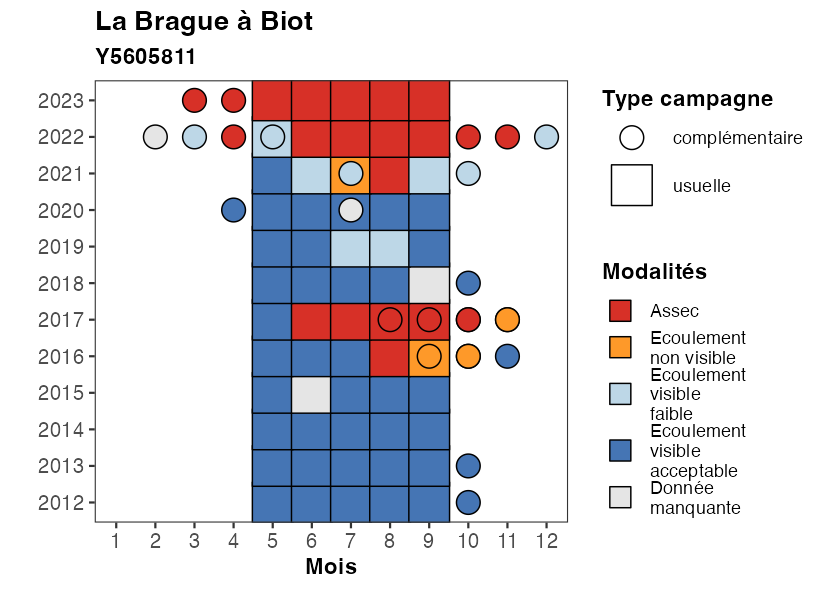 La Brague à Biot
Y5605811
2023
2022
2021
2020
2019
2018
2017
2016
2015
2014
2013
2012
1 2 3 4 5 6 7 8 9 10 11 12
Mois
Type campagne
complémentaire
usuelle
Modalités
Assec
Ecoulement
non visible
Ecoulement
visible
faible
Ecoulement
visible
acceptable
Donnée
manquante